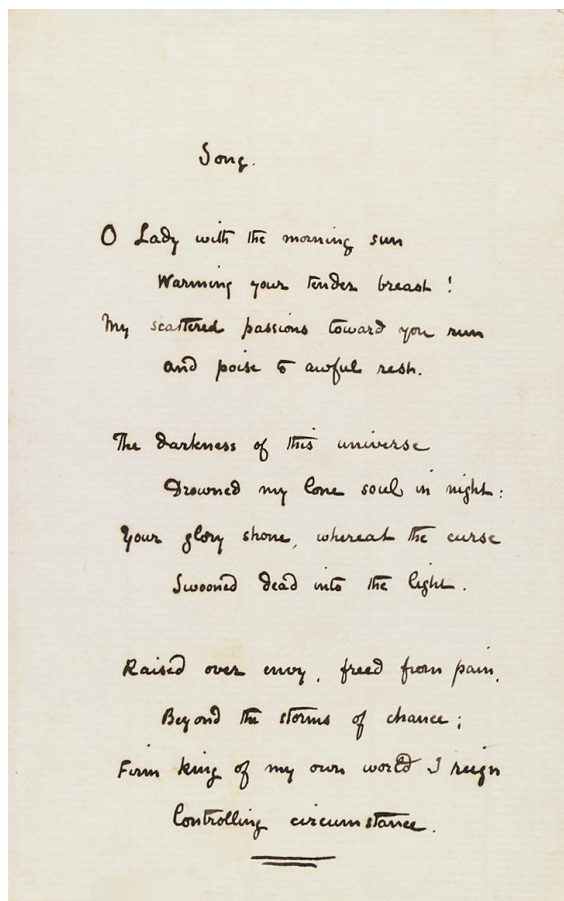 Song.
O Lady with the morning sun
Warming your tender breast!
My scattered passions toward you run
And poise to awful rest.
The darkness of this universe
Drowned my lone soul in night:
Your glory shone, whereat the curse
Swooned dead into the light.
Raised over envy, freed from pain,
Beyond the storms of chance;
Firm king of my own world I reign
Controlling circumstance.